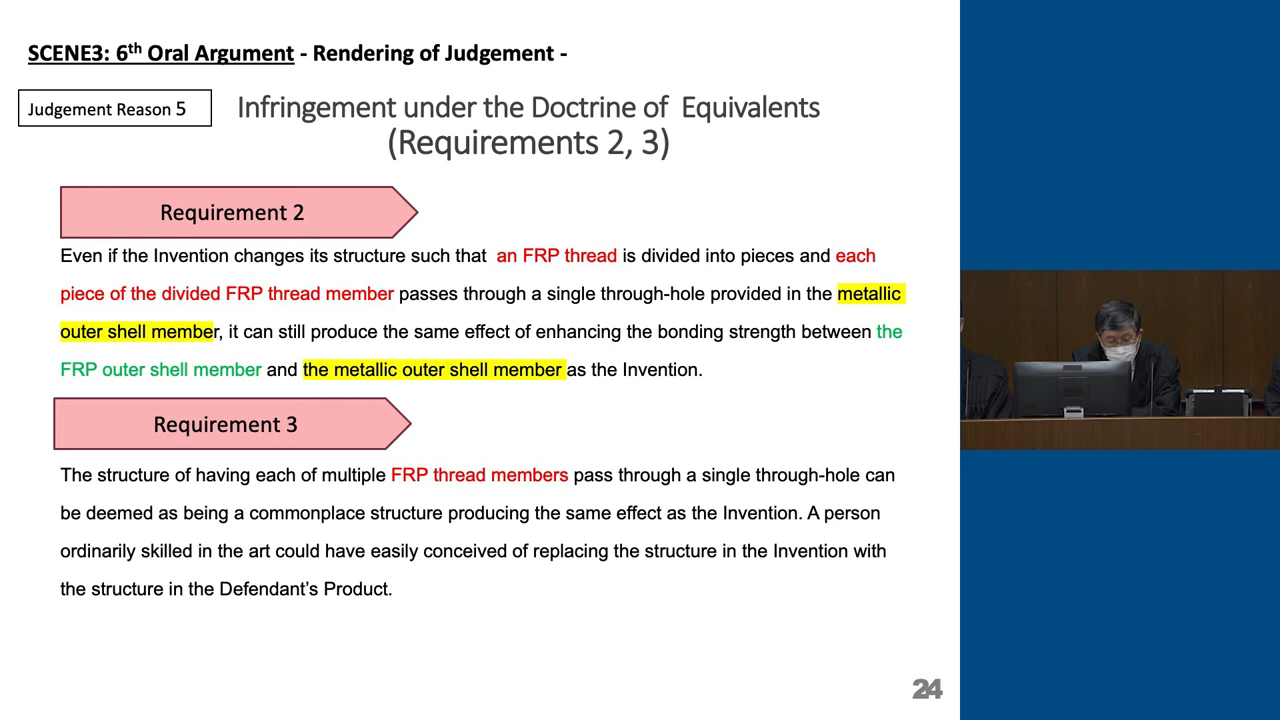 SCENE3: 6th Oral Argument - Rendering of Judgement -
Judgement Reason 5
Infringement under the Doctrine of Equivalents
(Requirements 2, 3)
Requirement 2
Even if the Invention changes its structure such that an FRP thread is divided into pieces and each
piece of the divided FRP thread member passes through a single through-hole provided in the metallic
outer shell member, it can still produce the same effect of enhancing the bonding strength between the
FRP outer shell member and the metallic outer shell member as the Invention.
Requirement 3
The structure of having each of multiple FRP thread members pass through a single through-hole can
be deemed as being a commonplace structure producing the same effect as the Invention. A person
ordinarily skilled in the art could have easily conceived of replacing the structure in the Invention with
the structure in the Defendant's Product.
24